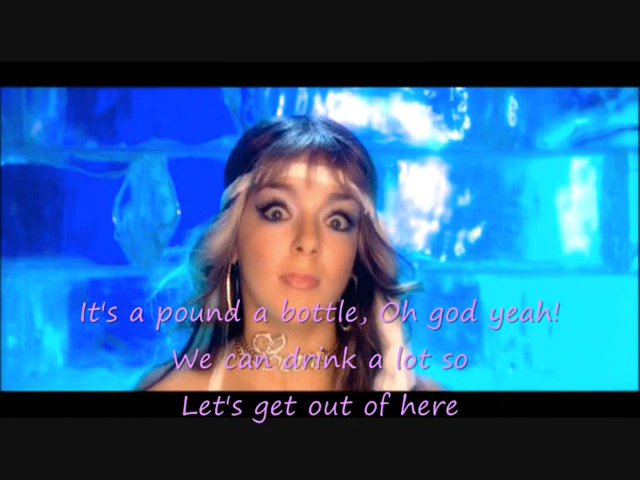 It's a pound a bottle, Oh god yeah!
We can drink a lot so
Let's get out of here